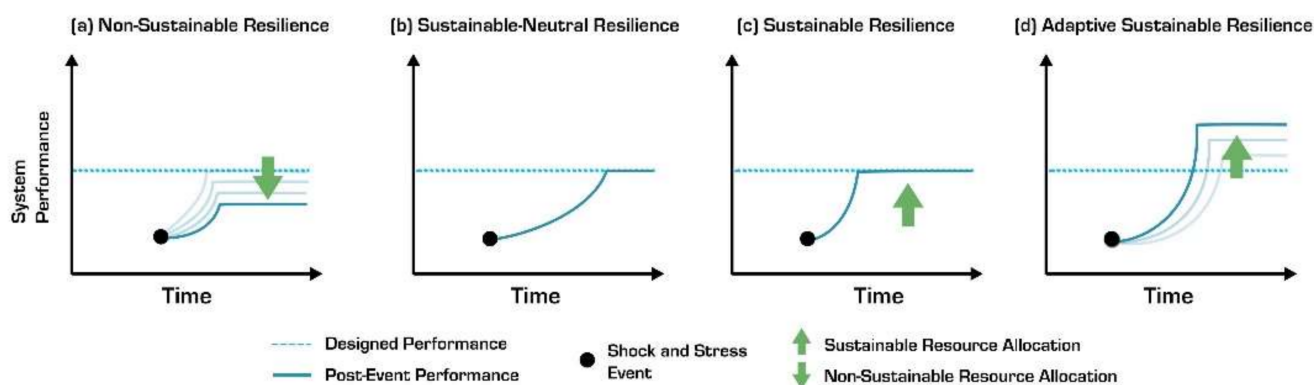 (a) Non-Sustainable Resilience
(b) Sustainable-Neutral Resilience
(c) Sustainable Resilience
(d) Adaptive Sustainable Resilience
System
Performance
Time
Time
Time
Time
Designed Performance
Post-Event Performance
Shock and Stress
Event
Sustainable Resource Allocation
Non-Sustainable Resource Allocation